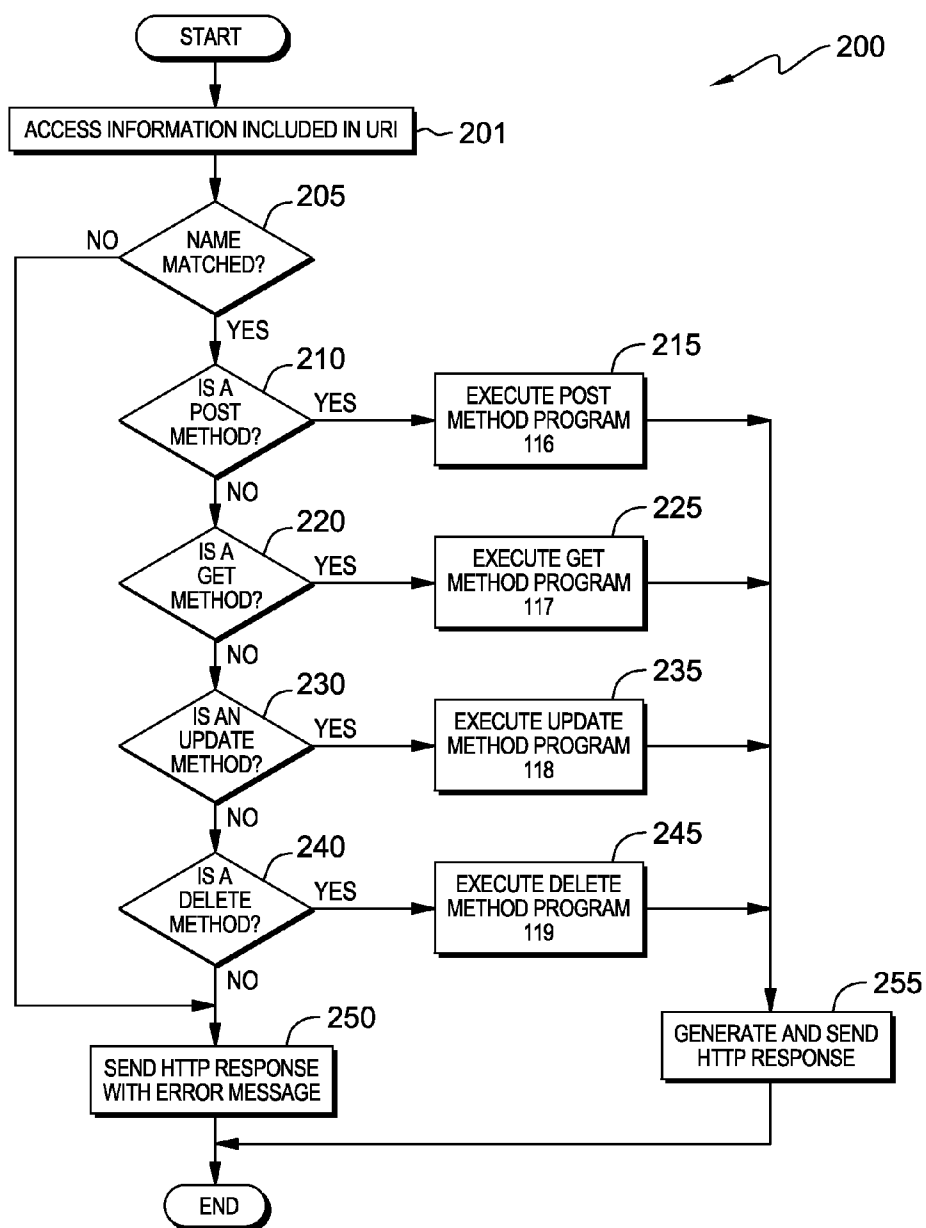 START
200
ACCESS INFORMATION INCLUDED IN URI
201
205
NO
NAME
MATCHED?
YES
210
215
IS A
POST
METHOD?
YES
EXECUTE POST
METHOD PROGRAM
116
NO
220
225
IS A
GET
METHOD?
YES
EXECUTE GET
METHOD PROGRAM
117
NO
230
235
IS AN
UPDATE
METHOD?
YES
EXECUTE UPDATE
METHOD PROGRAM
118
NO
240
245
IS A
DELETE
METHOD?
YES
EXECUTE DELETE
METHOD PROGRAM
119
NO
250
255
SEND HTTP RESPONSE
WITH ERROR MESSAGE
GENERATE AND SEND
HTTP RESPONSE
END